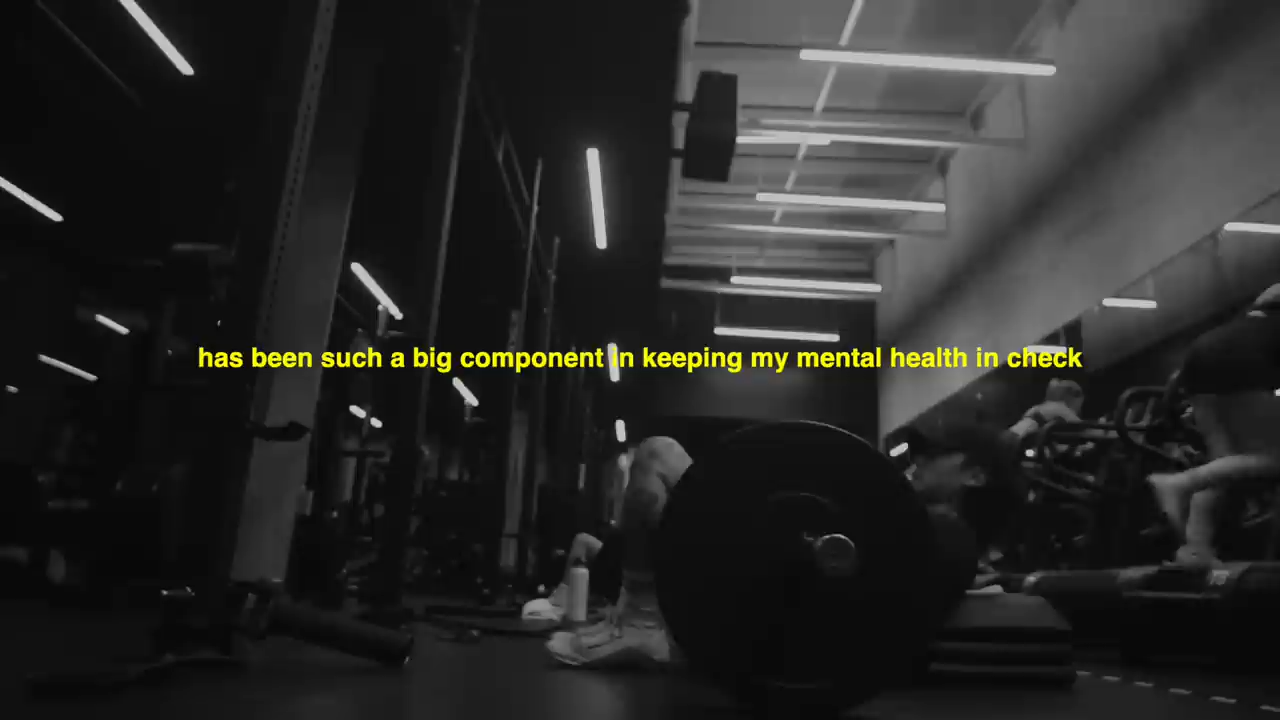 has been such a big component in keeping my mental health in check